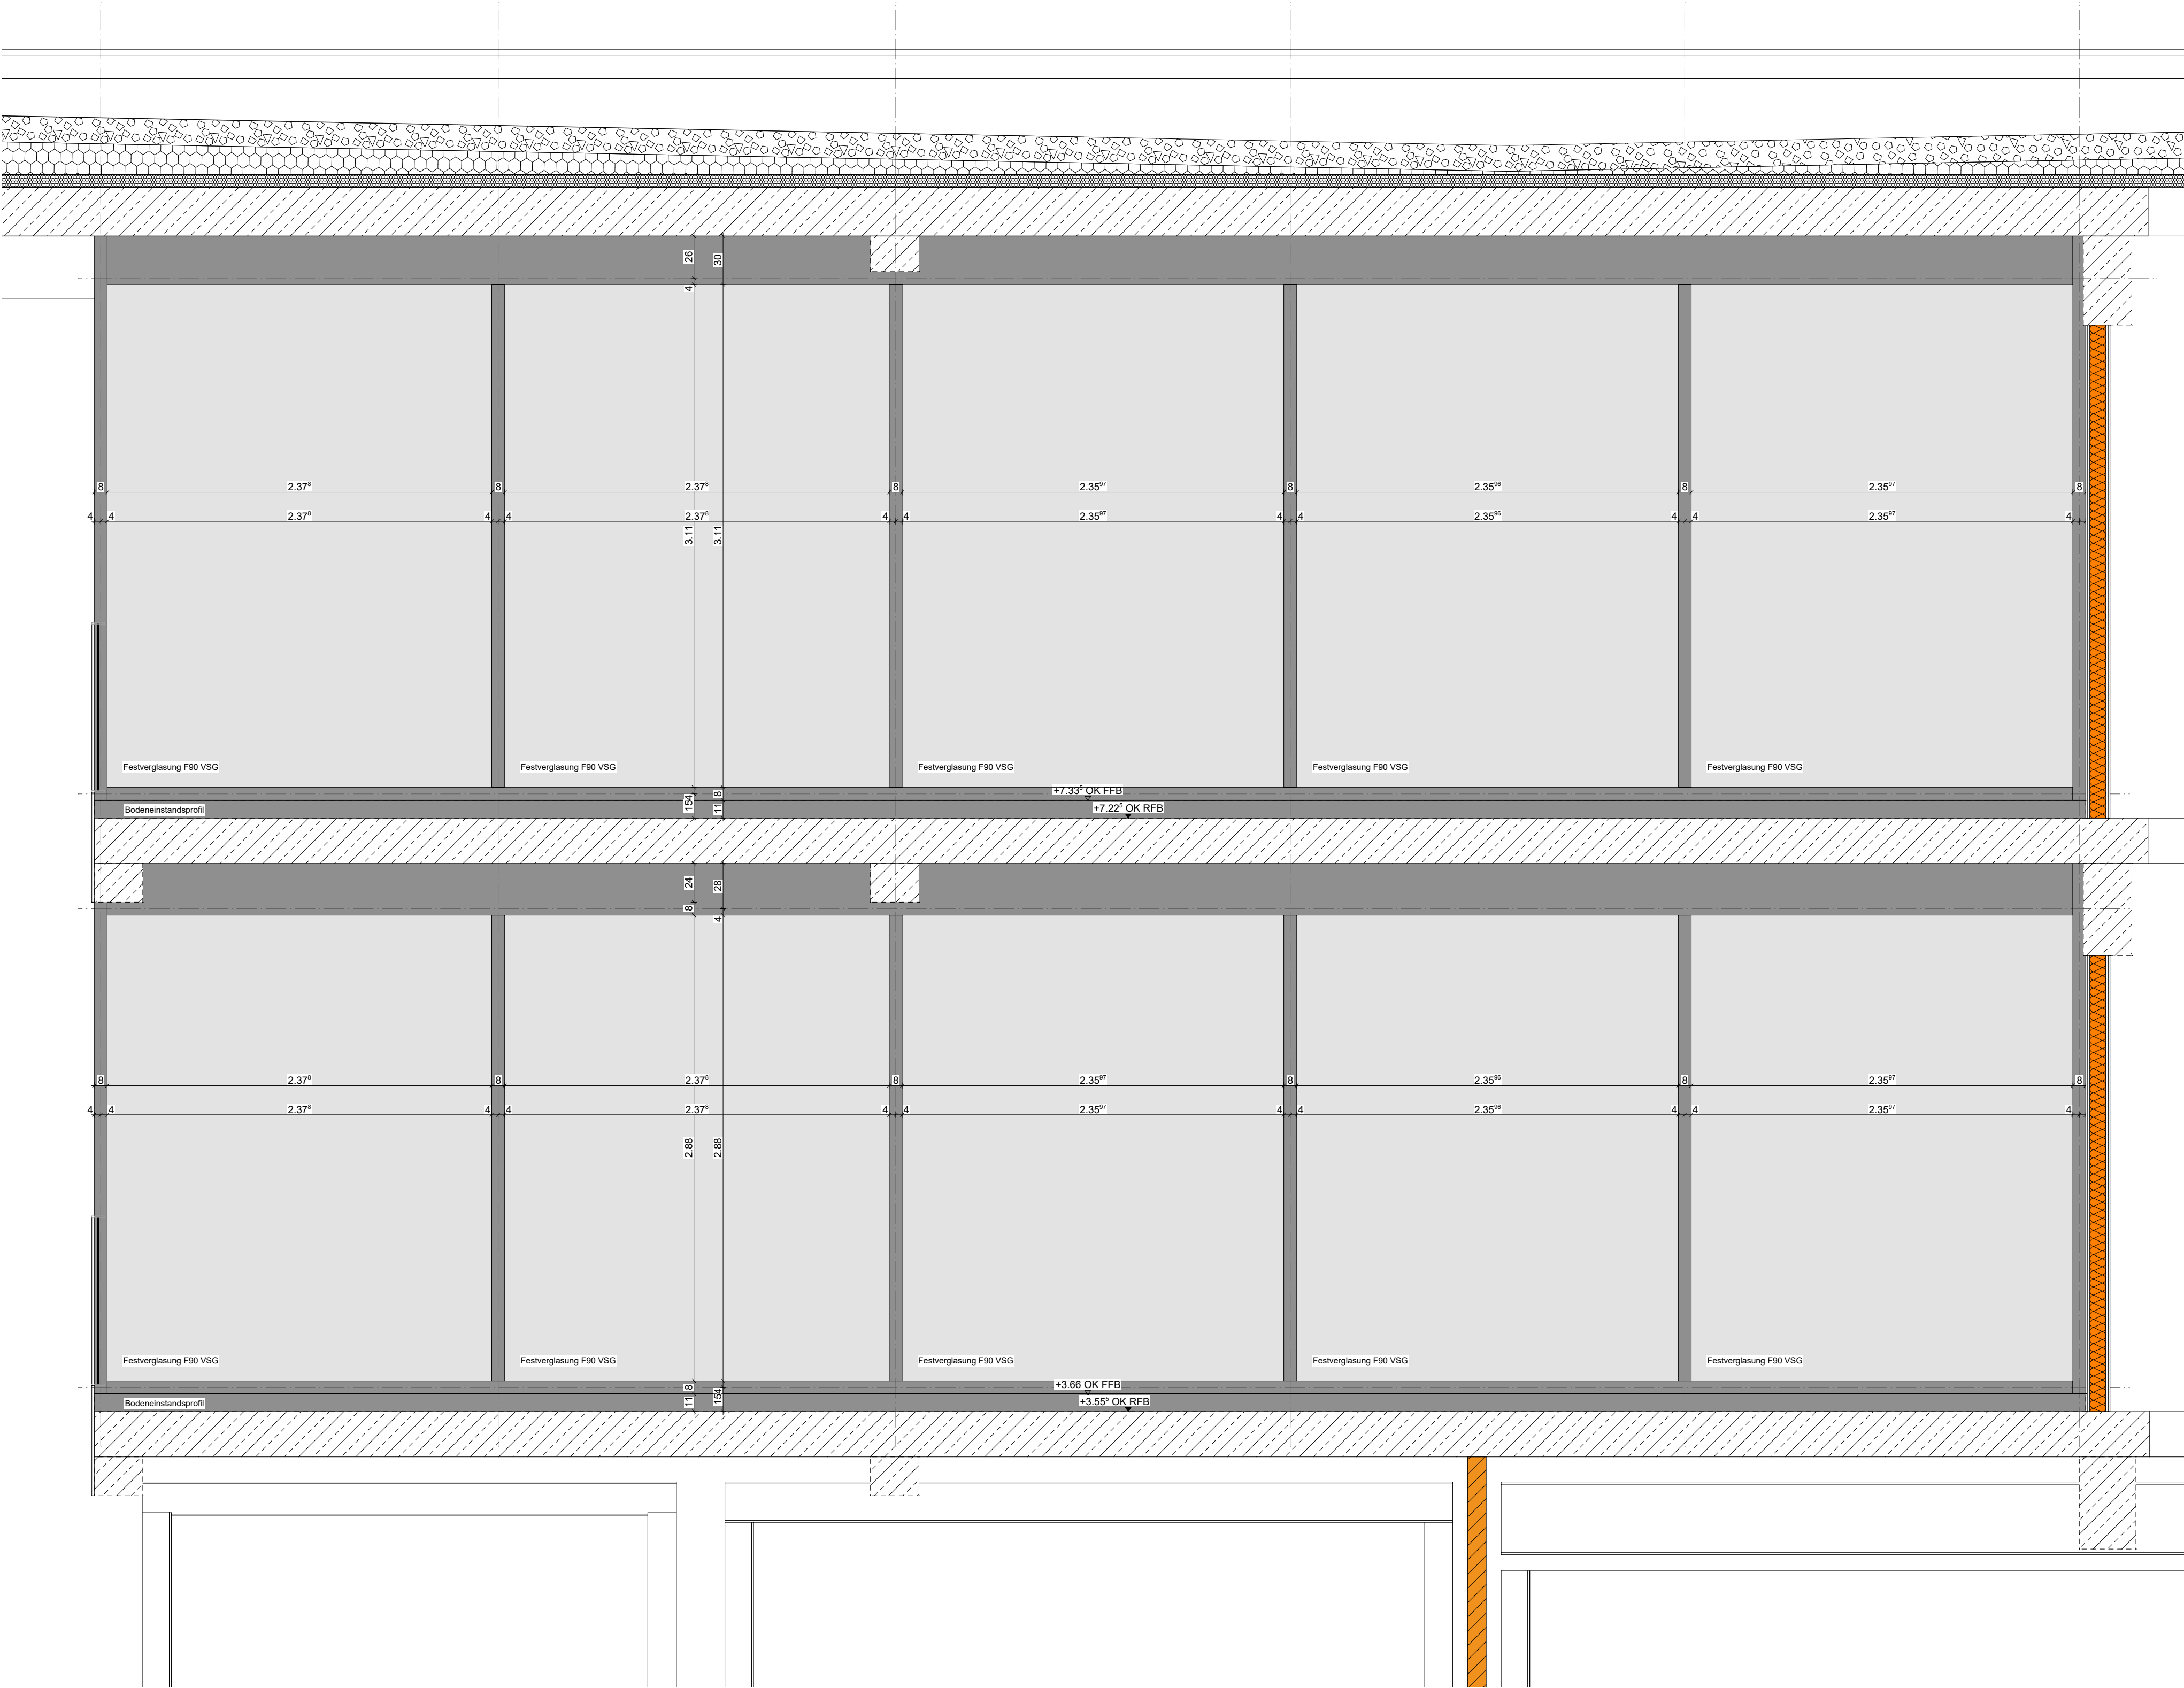 26
30
4
8 2.37⁸ 8 2.37⁸ 8 2.35⁹⁷ 8 2.35⁹⁶ 8 2.35⁹⁷ 8
4 4 2.37⁸ 4 4 2.37⁸ 4 4 2.35⁹⁷ 4 4 2.35⁹⁶ 4 4 2.35⁹⁷ 4
3.11 3.11
Festverglasung F90 VSG Festverglasung F90 VSG Festverglasung F90 VSG Festverglasung F90 VSG Festverglasung F90 VSG
+7.33⁵ OK FFB
8
154
11
Bodeneinstandsprofil
+7.22⁵ OK RFB
24
28
8
4
8 2.37⁸ 8 2.37⁸ 8 2.35⁹⁷ 8 2.35⁹⁶ 8 2.35⁹⁷ 8
4 4 2.37⁸ 4 4 2.37⁸ 4 4 2.35⁹⁷ 4 4 2.35⁹⁶ 4 4 2.35⁹⁷ 4
2.88 2.88
Festverglasung F90 VSG Festverglasung F90 VSG Festverglasung F90 VSG Festverglasung F90 VSG Festverglasung F90 VSG
+3.66 OK FFB
8
11
154
Bodeneinstandsprofil
+3.55⁵ OK RFB